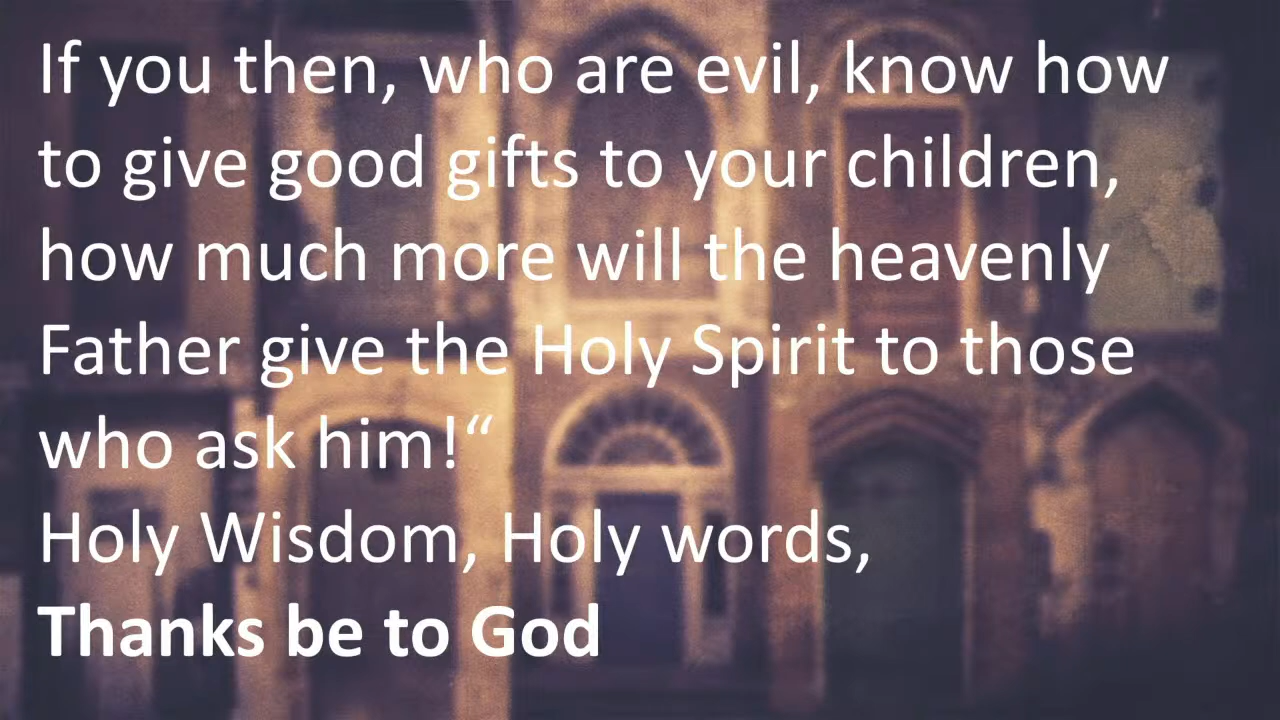 If you then, who are evil, know how
to give good gifts to your children,
how much more will the heavenly
Father give the Holy Spirit to those
who ask him!“
Holy Wisdom, Holy words,
Thanks be to God